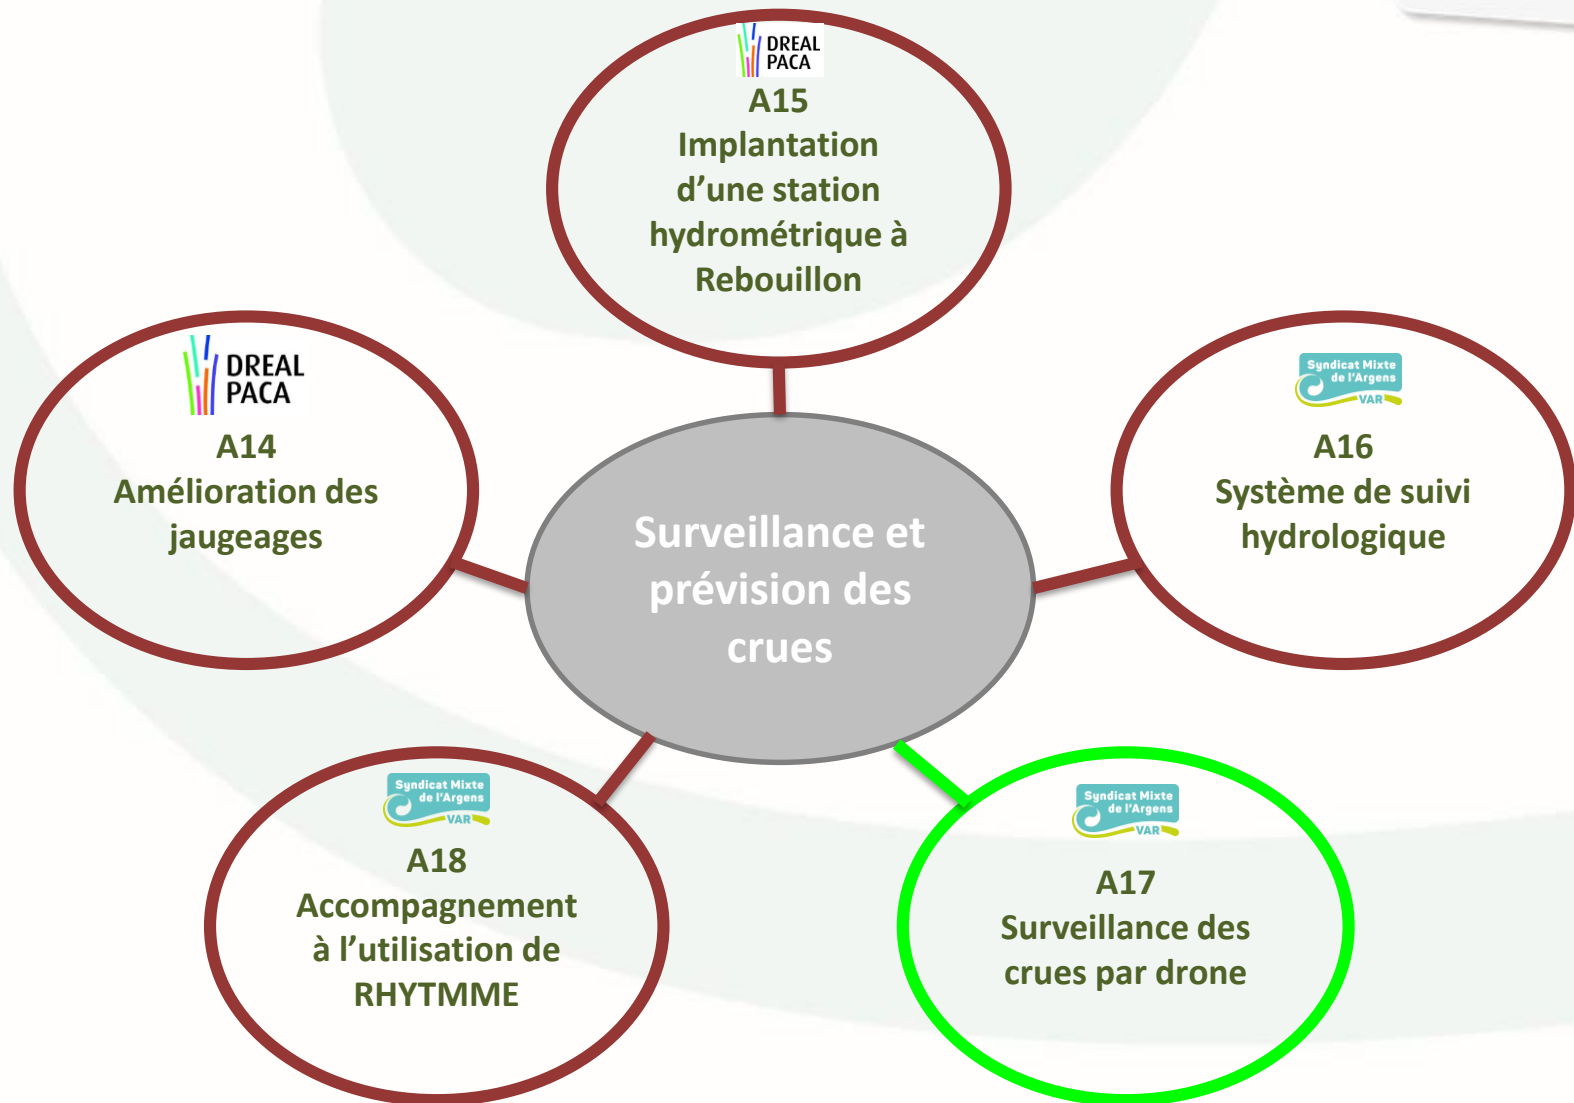 DREAL
PACA
A15
Implantation
d’une station
hydrométrique à
Rebouillon
DREAL
PACA
A14
Amélioration des
jaugeages
Syndicat Mixte
de l'Argens
VAR
A16
Système de suivi
hydrologique
Surveillance et
prévision des
crues
Syndicat Mixte
de l'Argens
VAR
A18
Accompagnement
à l’utilisation de
RHYTMME
Syndicat Mixte
de l'Argens
VAR
A17
Surveillance des
crues par drone